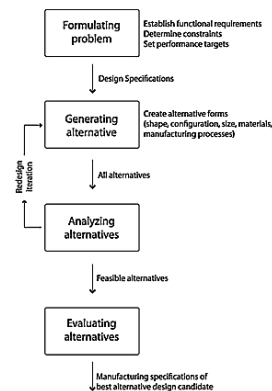 Formulating
problem
Establish functional requirements
Determine constraints
Set performance targets
Design Specifications
Generating
alternative
Create alternative forms
(shape, configuration, size, materials,
manufacturing processes)
Redesign
iteration
All alternatives
Analyzing
alternatives
Feasible alternatives
Evaluating
alternatives
Manufacturing specifications of
best alternative design candidate